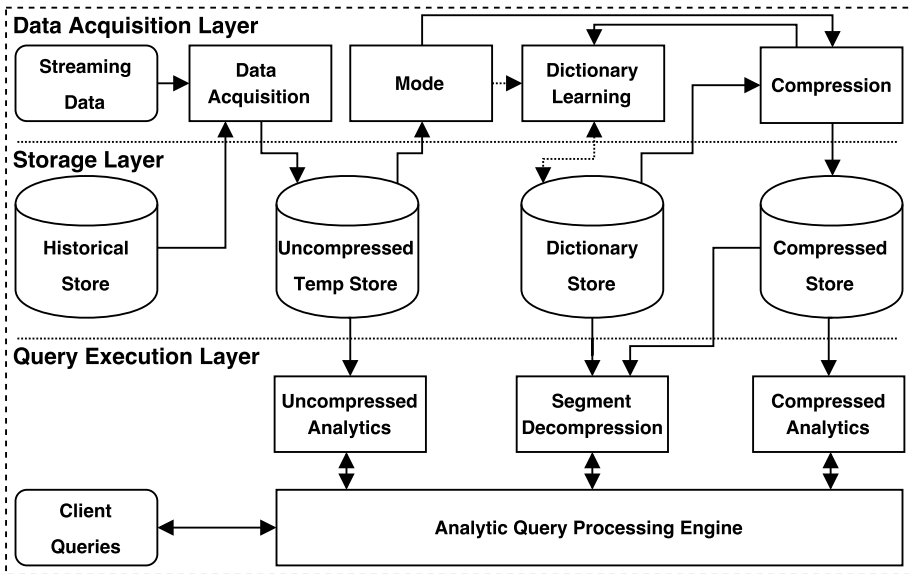 Data Acquisition Layer
Streaming
Data
Data
Acquisition
Mode
Dictionary
Learning
Compression
Storage Layer
Historical
Store
Uncompressed
Temp Store
Dictionary
Store
Compressed
Store
Query Execution Layer
Uncompressed
Analytics
Segment
Decompression
Compressed
Analytics
Client
Queries
Analytic Query Processing Engine